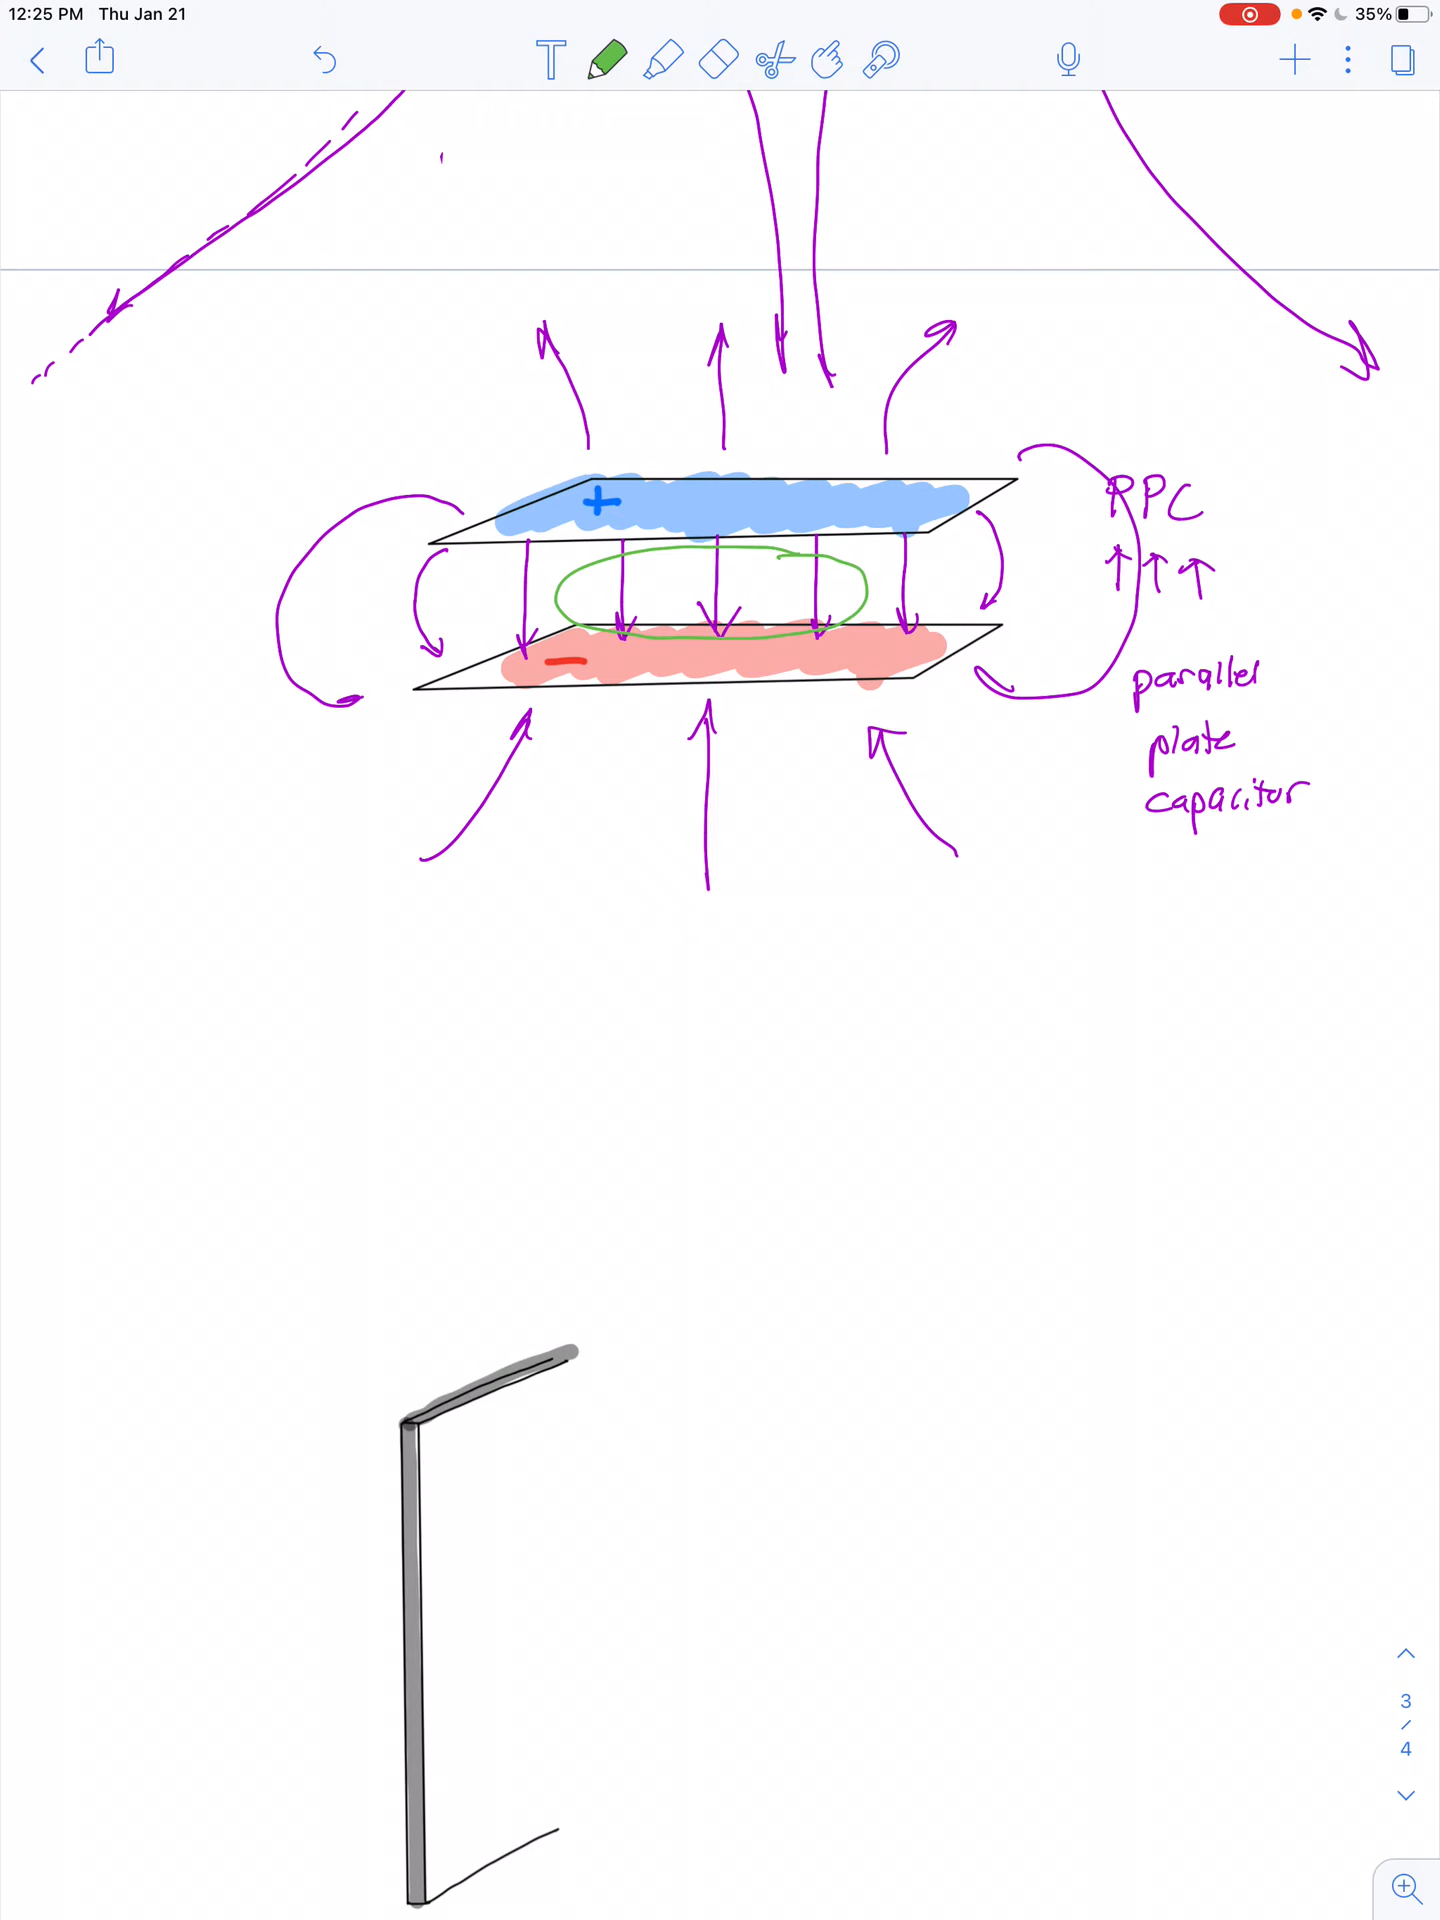 12:25 PM Thu Jan 21
35%
T
+
PPC
parallel
plate
capacitor
3
/
4